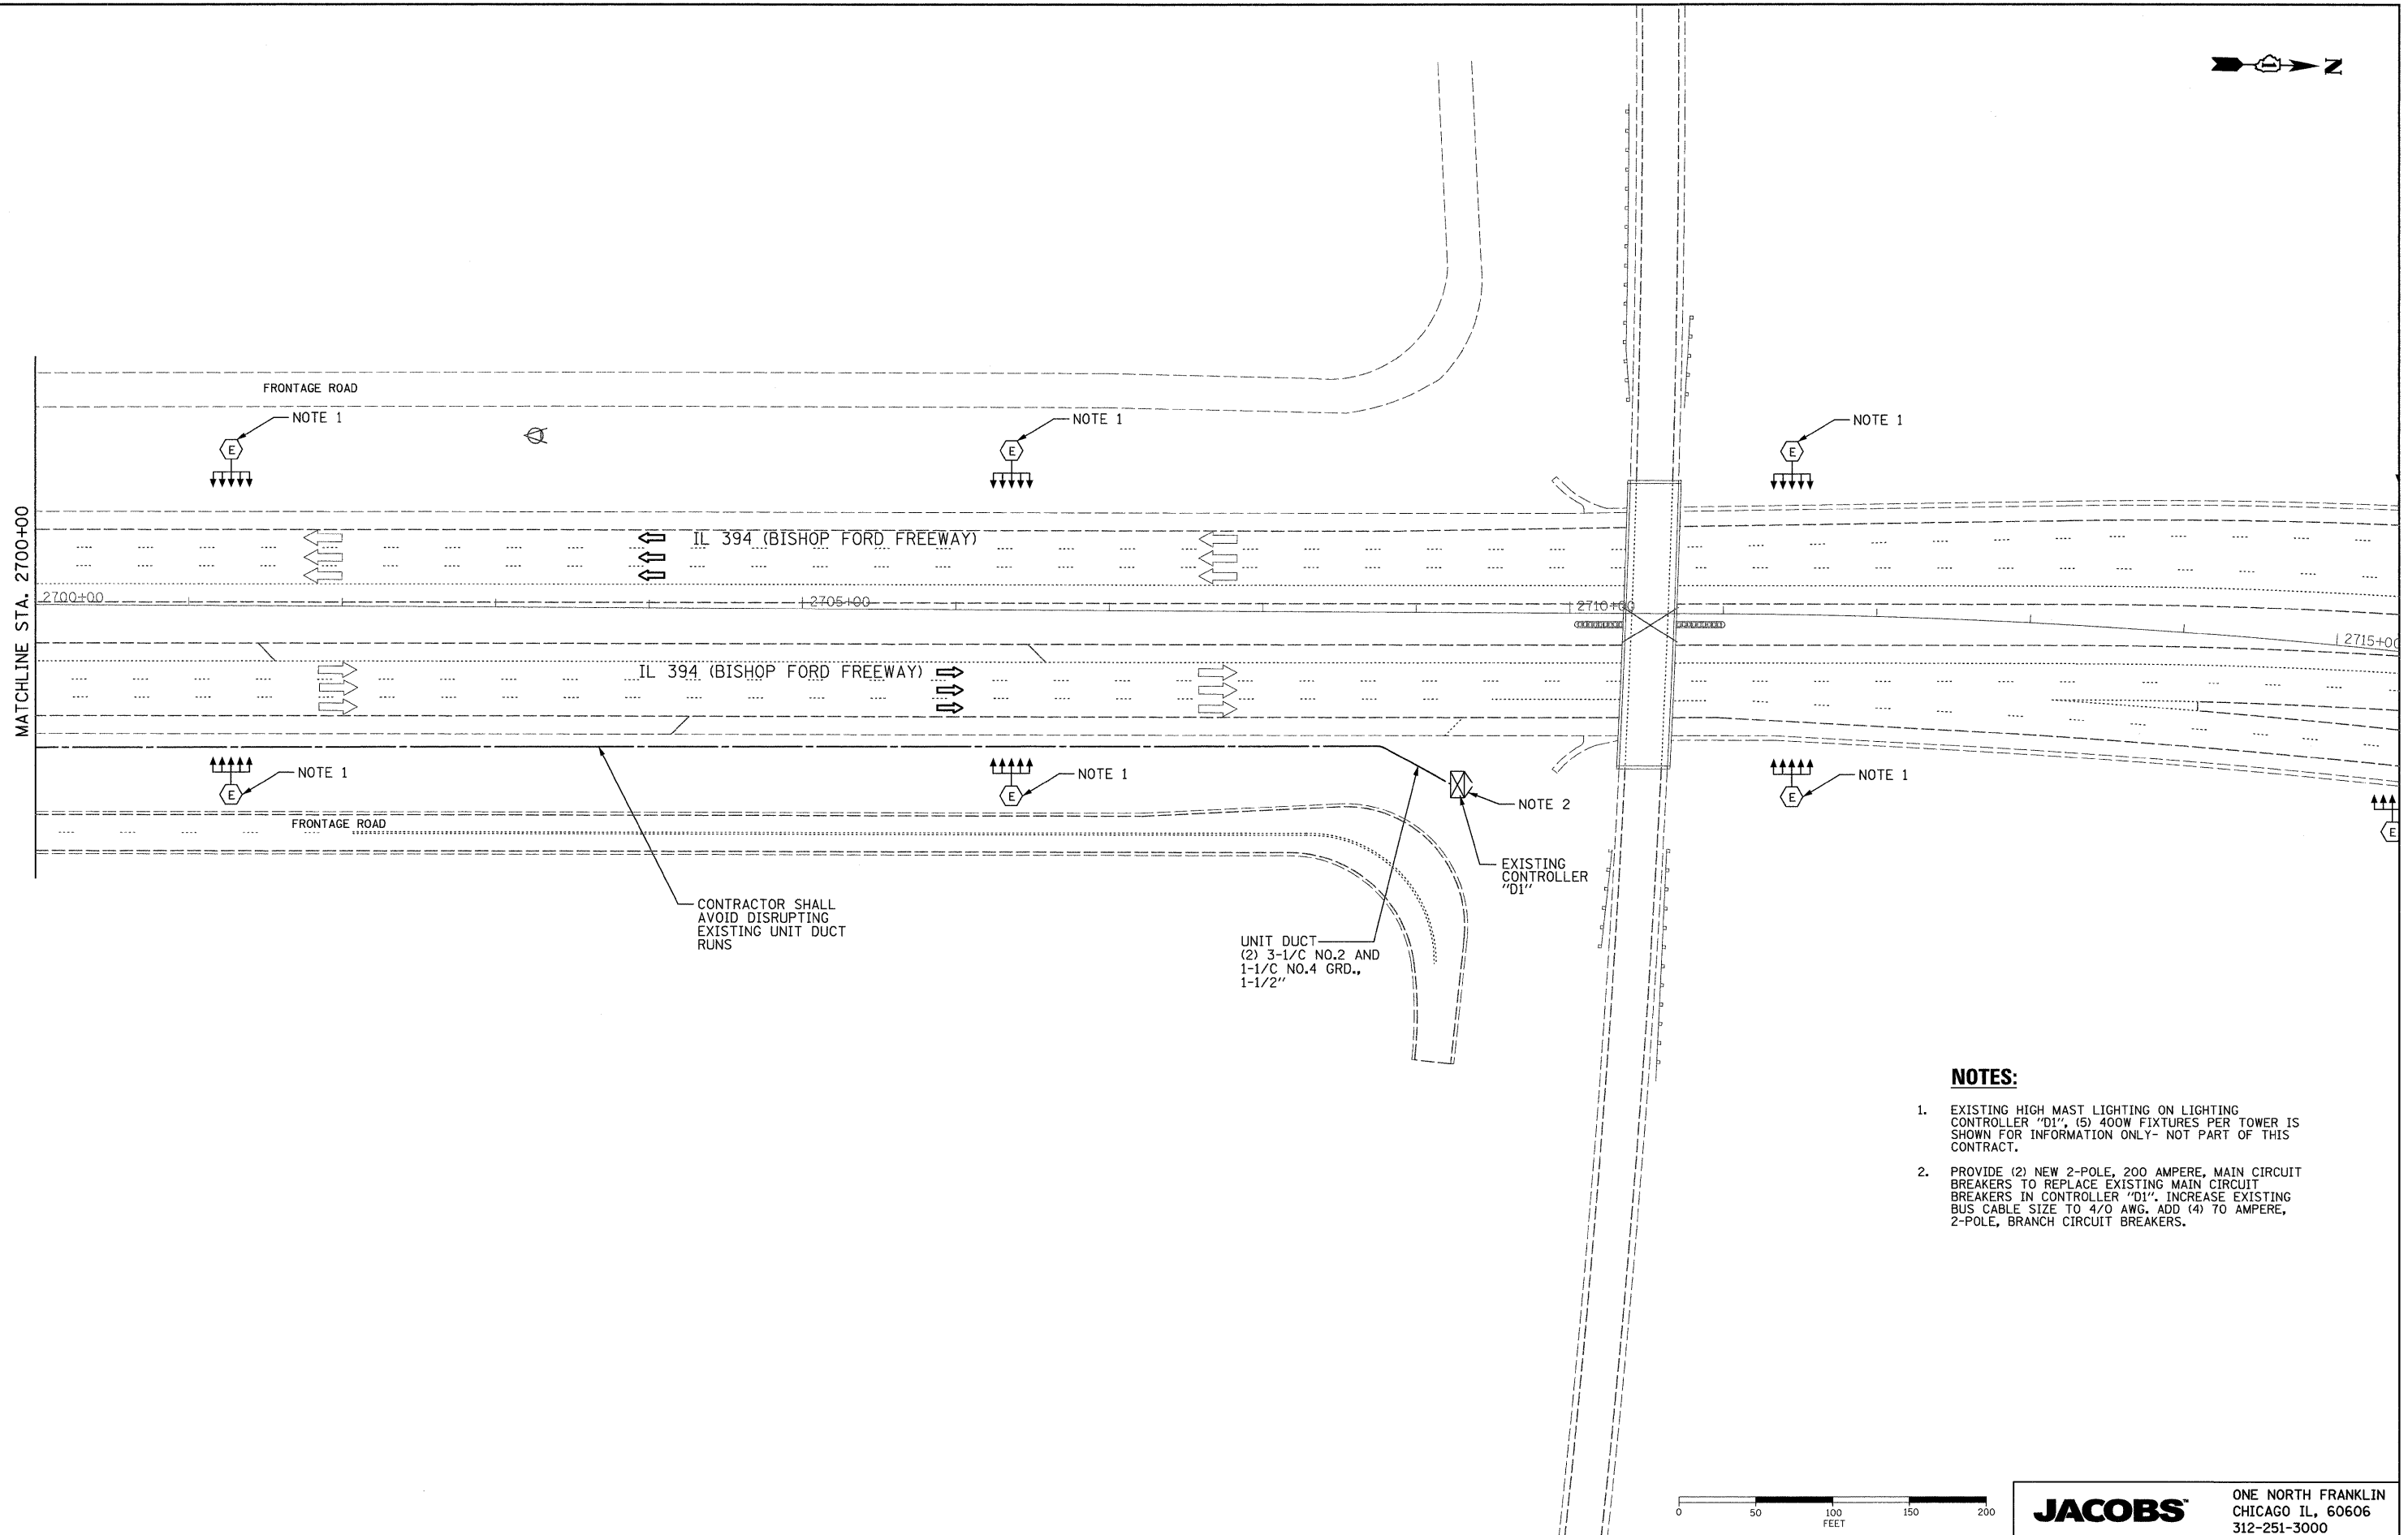 N
FRONTAGE ROAD
NOTE 1
NOTE 1
NOTE 1
E
E
E
MATCHLINE STA. 2700+00
IL 394 (BISHOP FORD FREEWAY)
2700+00
2705+00
2710+00
2715+00
IL 394 (BISHOP FORD FREEWAY)
NOTE 1
NOTE 1
NOTE 1
E
E
E
E
NOTE 2
FRONTAGE ROAD
EXISTING
CONTROLLER
"D1"
CONTRACTOR SHALL
AVOID DISRUPTING
EXISTING UNIT DUCT
RUNS
UNIT DUCT
(2) 3-1/C NO.2 AND
1-1/C NO.4 GRD.,
1-1/2"
NOTES:
1. EXISTING HIGH MAST LIGHTING ON LIGHTING
CONTROLLER "D1", (5) 400W FIXTURES PER TOWER IS
SHOWN FOR INFORMATION ONLY- NOT PART OF THIS
CONTRACT.
2. PROVIDE (2) NEW 2-POLE, 200 AMPERE, MAIN CIRCUIT
BREAKERS TO REPLACE EXISTING MAIN CIRCUIT
BREAKERS IN CONTROLLER "D1". INCREASE EXISTING
BUS CABLE SIZE TO 4/0 AWG. ADD (4) 70 AMPERE,
2-POLE, BRANCH CIRCUIT BREAKERS.
0 50 100 150 200
FEET
JACOBS™
ONE NORTH FRANKLIN
CHICAGO IL, 60606
312-251-3000